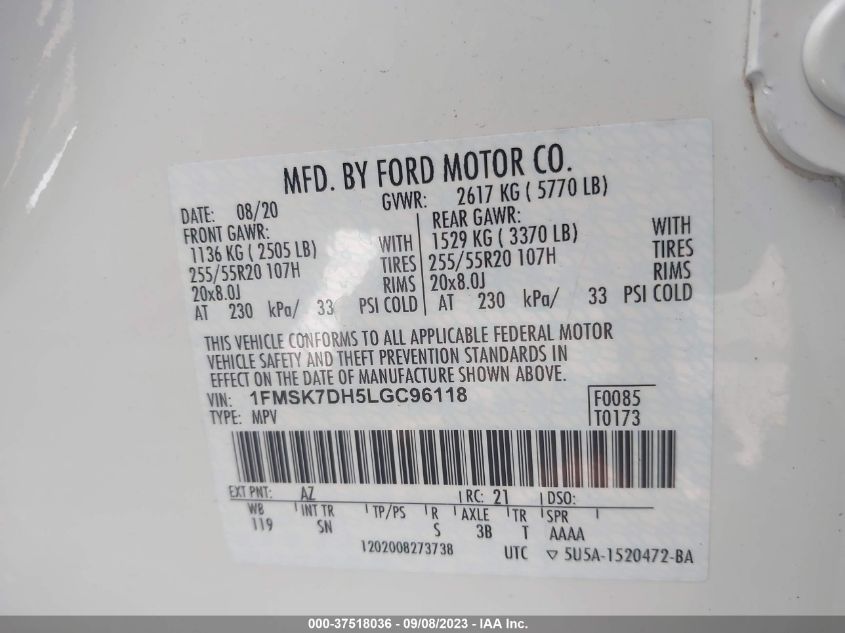 MFD. BY FORD MOTOR CO.
DATE: 08/20 GVWR: 2617 KG ( 5770 LB)
FRONT GAWR: REAR GAWR:
1136 KG ( 2505 LB) WITH 1529 KG ( 3370 LB) WITH
255/55R20 107H TIRES 255/55R20 107H TIRES
20x8.0J RIMS 20x8.0J RIMS
AT 230 kPa/ 33 PSI COLD AT 230 kPa/ 33 PSI COLD
THIS VEHICLE CONFORMS TO ALL APPLICABLE FEDERAL MOTOR
VEHICLE SAFETY AND THEFT PREVENTION STANDARDS IN
EFFECT ON THE DATE OF MANUFACTURE SHOWN ABOVE.
VIN: 1FMSK7DH5LGC96118 F0085
TYPE: MPV T0173
EXT PNT: AZ RC: 21 DSO:
WB INT TR TP/PS R AXLE TR SPR
119 SN S 3B T AAAA
1202008273738 UTC ▽ 5U5A-1520472-BA
000-37518036 - 09/08/2023 - IAA Inc.